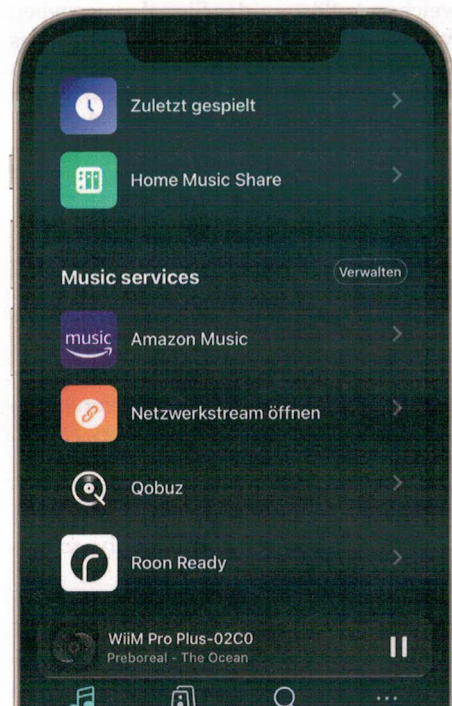 Zuletzt gespielt
Home Music Share
Music services
Verwalten
music
Amazon Music
Netzwerkstream öffnen
Qobuz
Roon Ready
WiiM Pro Plus-02C0
Preboreal - The Ocean